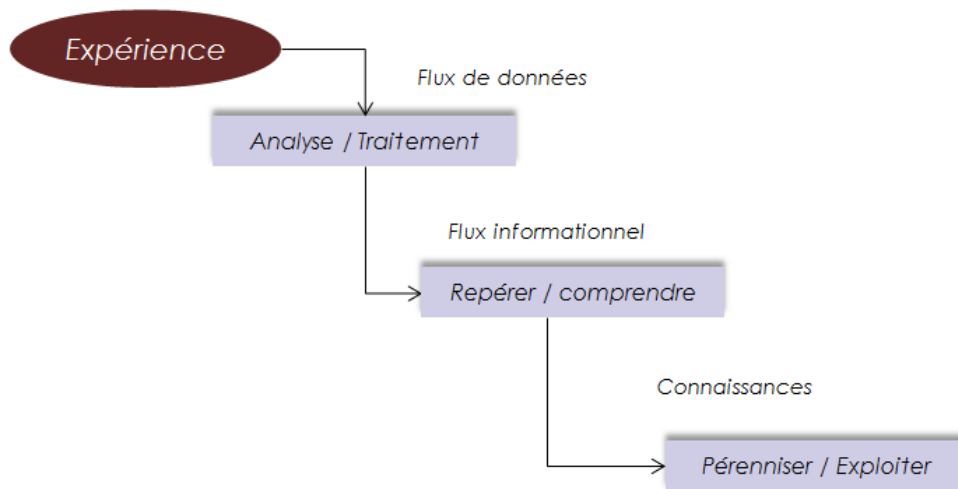 Expérience
Flux de données
Analyse / Traitement
Flux informationnel
Repérer / comprendre
Connaissances
Pérenniser / Exploiter